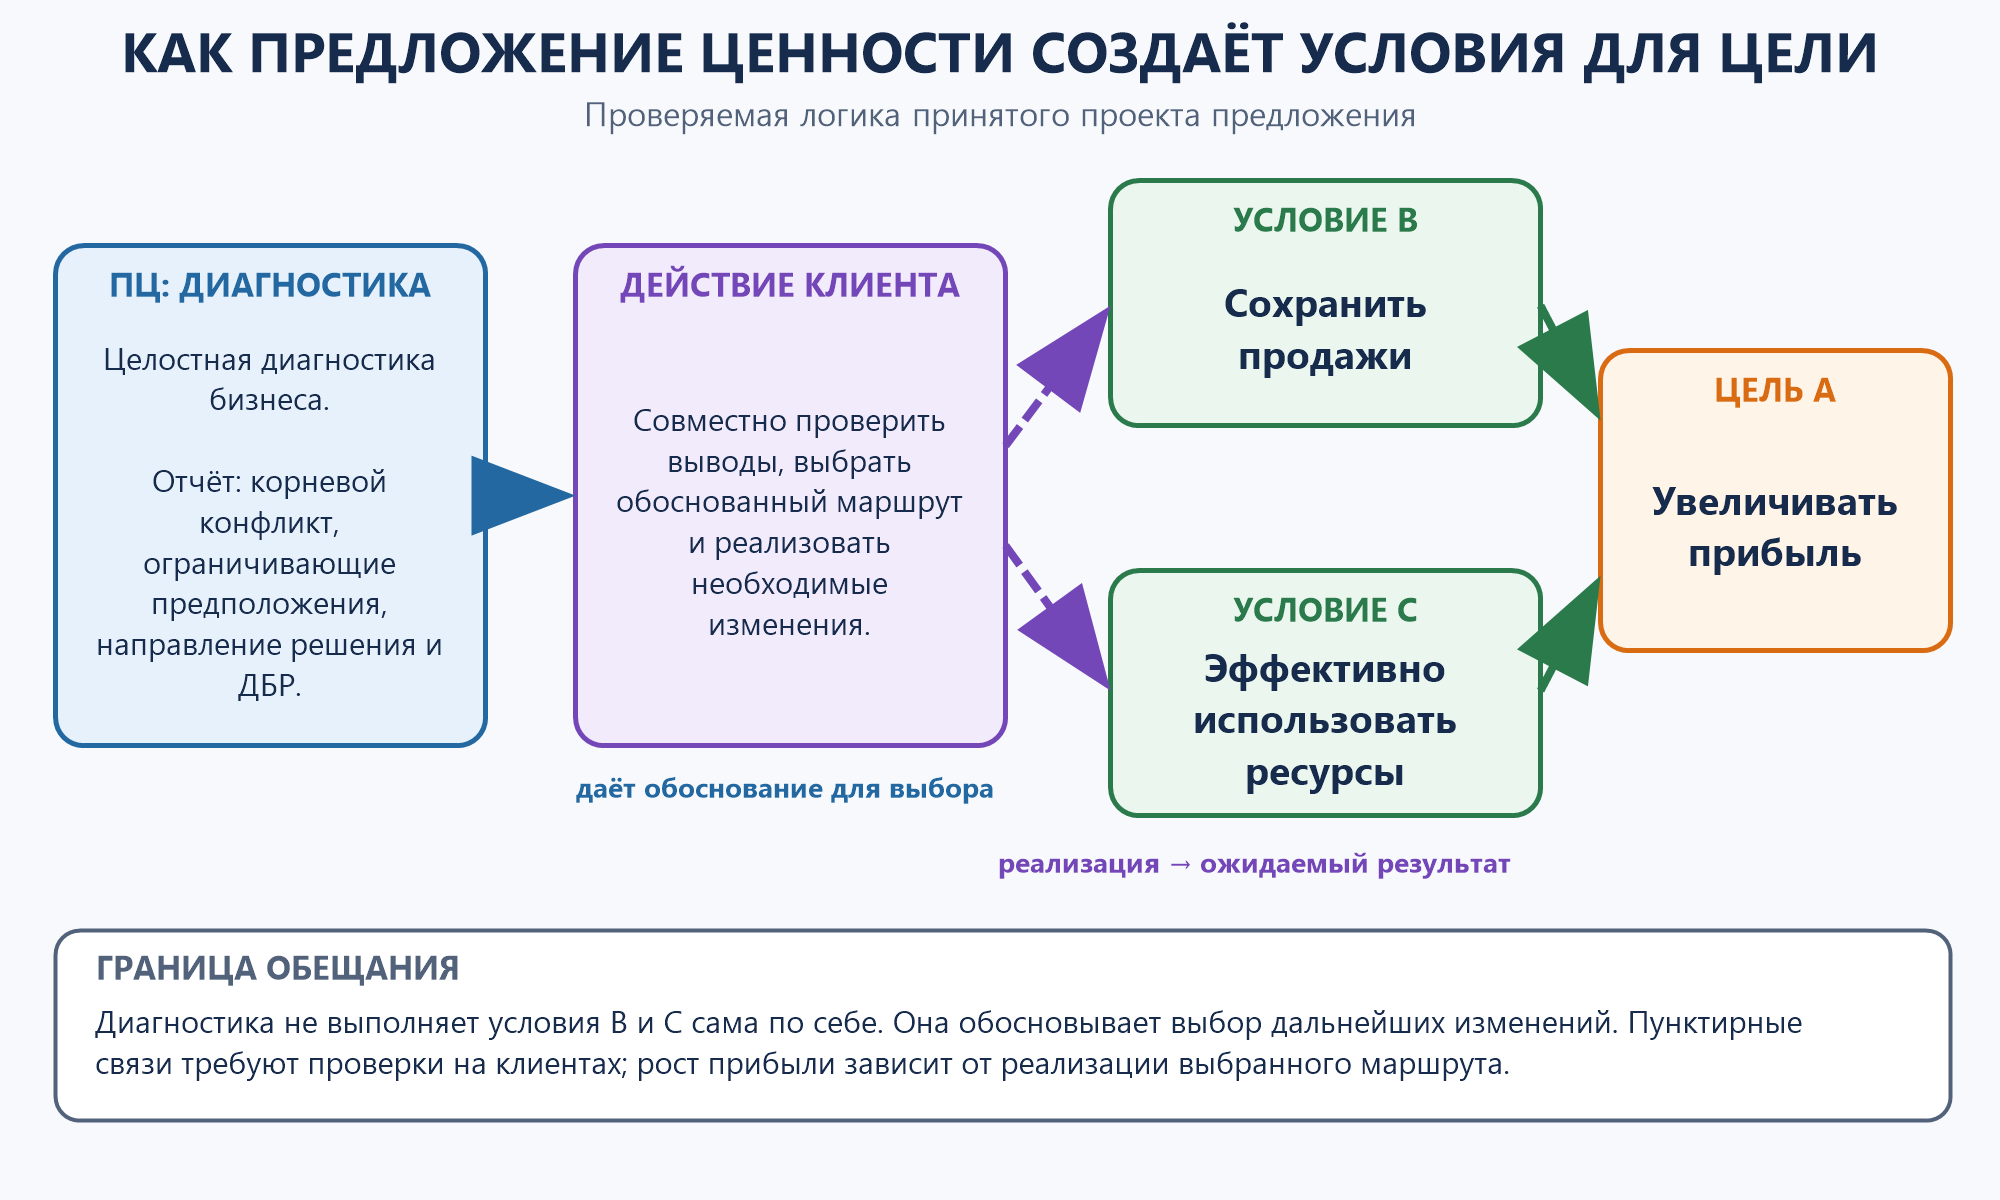 КАК ПРЕДЛОЖЕНИЕ ЦЕННОСТИ СОЗДАЁТ УСЛОВИЯ ДЛЯ ЦЕЛИ
Проверяемая логика принятого проекта предложения
ПЦ: ДИАГНОСТИКА
Целостная диагностика
бизнеса.
Отчёт: корневой
конфликт,
ограничивающие
предположения,
направление решения и
ДБР.
ДЕЙСТВИЕ КЛИЕНТА
Совместно проверить
выводы, выбрать
обоснованный маршрут
и реализовать
необходимые
изменения.
даёт обоснование для выбора
УСЛОВИЕ B
Сохранить
продажи
УСЛОВИЕ C
Эффективно
использовать
ресурсы
реализация → ожидаемый результат
ЦЕЛЬ A
Увеличивать
прибыль
ГРАНИЦА ОБЕЩАНИЯ
Диагностика не выполняет условия B и C сама по себе. Она обосновывает выбор дальнейших изменений. Пунктирные
связи требуют проверки на клиентах; рост прибыли зависит от реализации выбранного маршрута.